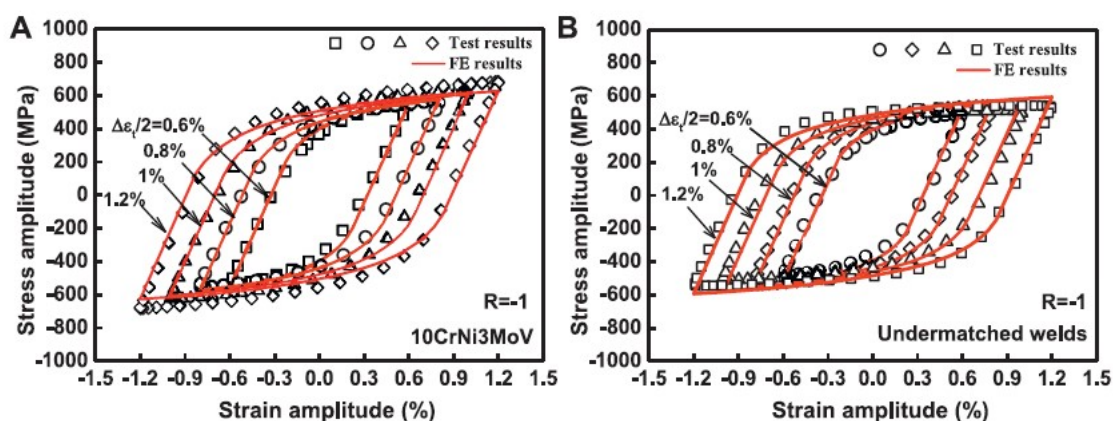 A
1000
800
600
400
200
0
-200
-400
-600
-800
-1000
Stress amplitude (MPa)
Test results
FE results
Δεt/2=0.6%
0.8%
1%
1.2%
R=-1
10CrNi3MoV
-1.5 -1.2 -0.9 -0.6 -0.3 0.0 0.3 0.6 0.9 1.2 1.5
Strain amplitude (%)
B
1000
800
600
400
200
0
-200
-400
-600
-800
-1000
Stress amplitude (MPa)
Test results
FE results
Δεt/2=0.6%
0.8%
1%
1.2%
R=-1
Undermatched welds
-1.5 -1.2 -0.9 -0.6 -0.3 0.0 0.3 0.6 0.9 1.2 1.5
Strain amplitude (%)